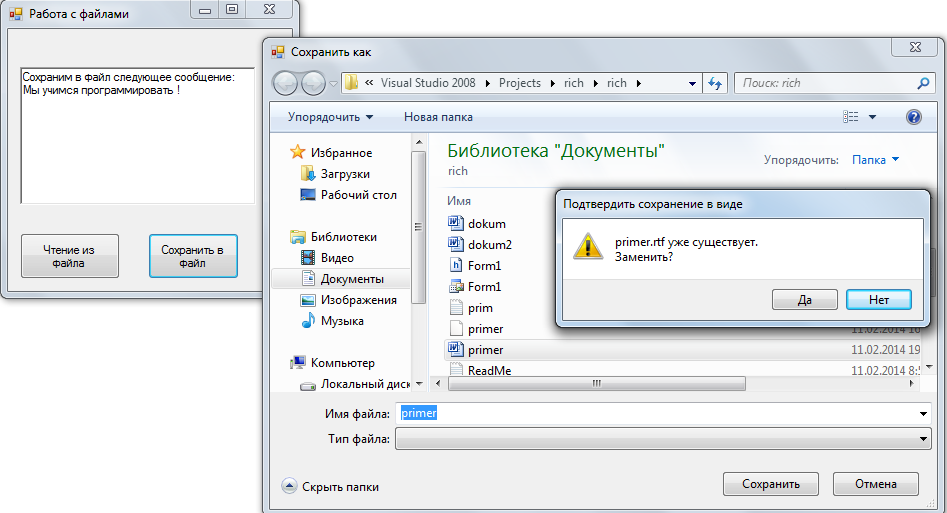 Работа с файлами
Сохраним в файл следующее сообщение:
Мы учимся программировать !
Чтение из
файла
Сохранить в
файл
Сохранить как
« Visual Studio 2008 Projects rich rich
Поиск: rich
Упорядочить
Новая папка
Избранное
Загрузки
Рабочий стол
Библиотеки
Видео
Документы
Изображения
Музыка
Компьютер
Локальный диск
Библиотека "Документы"
rich
Упорядочить: Папка
Имя
dokum
dokum2
Form1
Form1
prim
primer
11.02.2014 16
primer
11.02.2014 19
ReadMe
11.02.2014 8:5
Подтвердить сохранение в виде
primer.rtf уже существует.
Заменить?
Да
Нет
Имя файла: primer
Тип файла:
Скрыть папки
Сохранить
Отмена